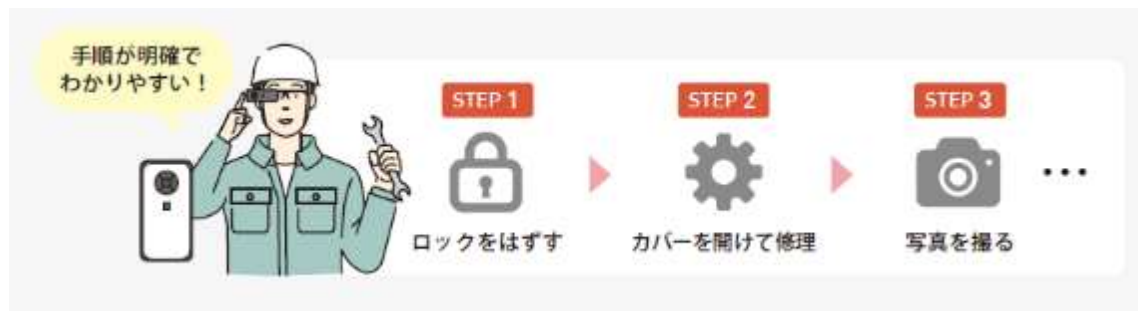 手順が明確で
わかりやすい！
STEP 1
STEP 2
STEP 3
...
ロックをはずす
カバーを開けて修理
写真を撮る